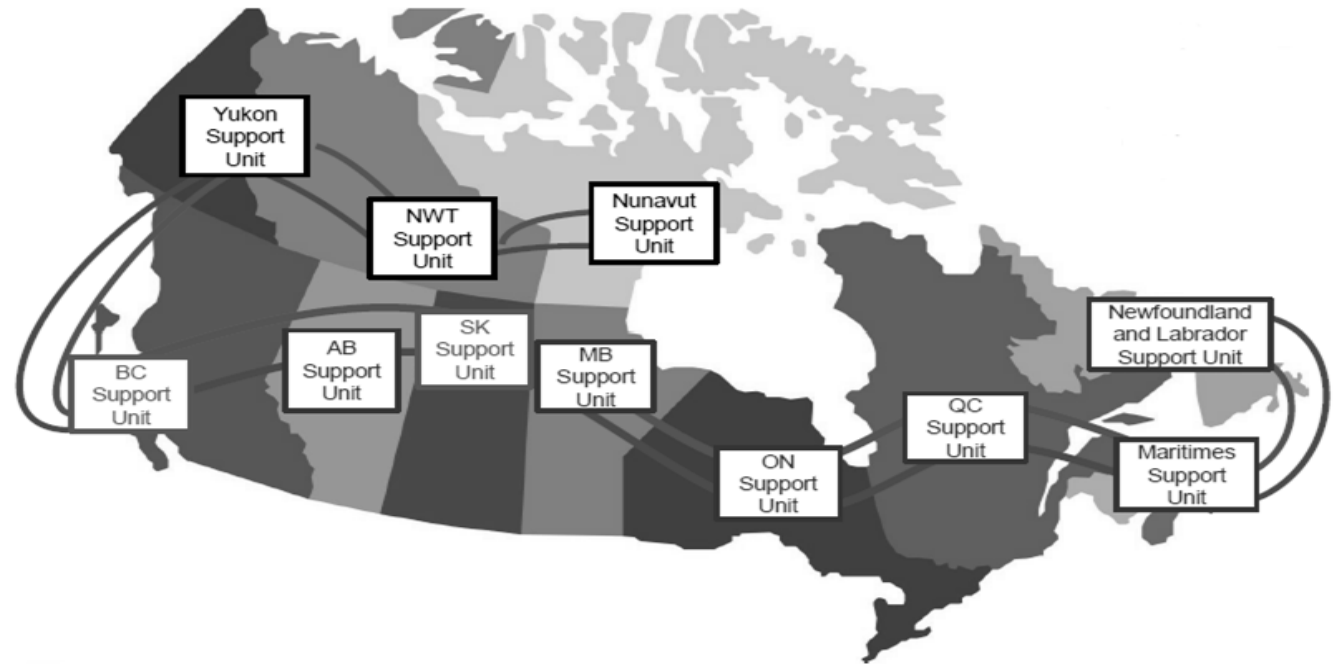 Yukon
Support
Unit
NWT
Support
Unit
Nunavut
Support
Unit
BC
Support
Unit
AB
Support
Unit
SK
Support
Unit
MB
Support
Unit
ON
Support
Unit
QC
Support
Unit
Newfoundland
and Labrador
Support Unit
Maritimes
Support
Unit